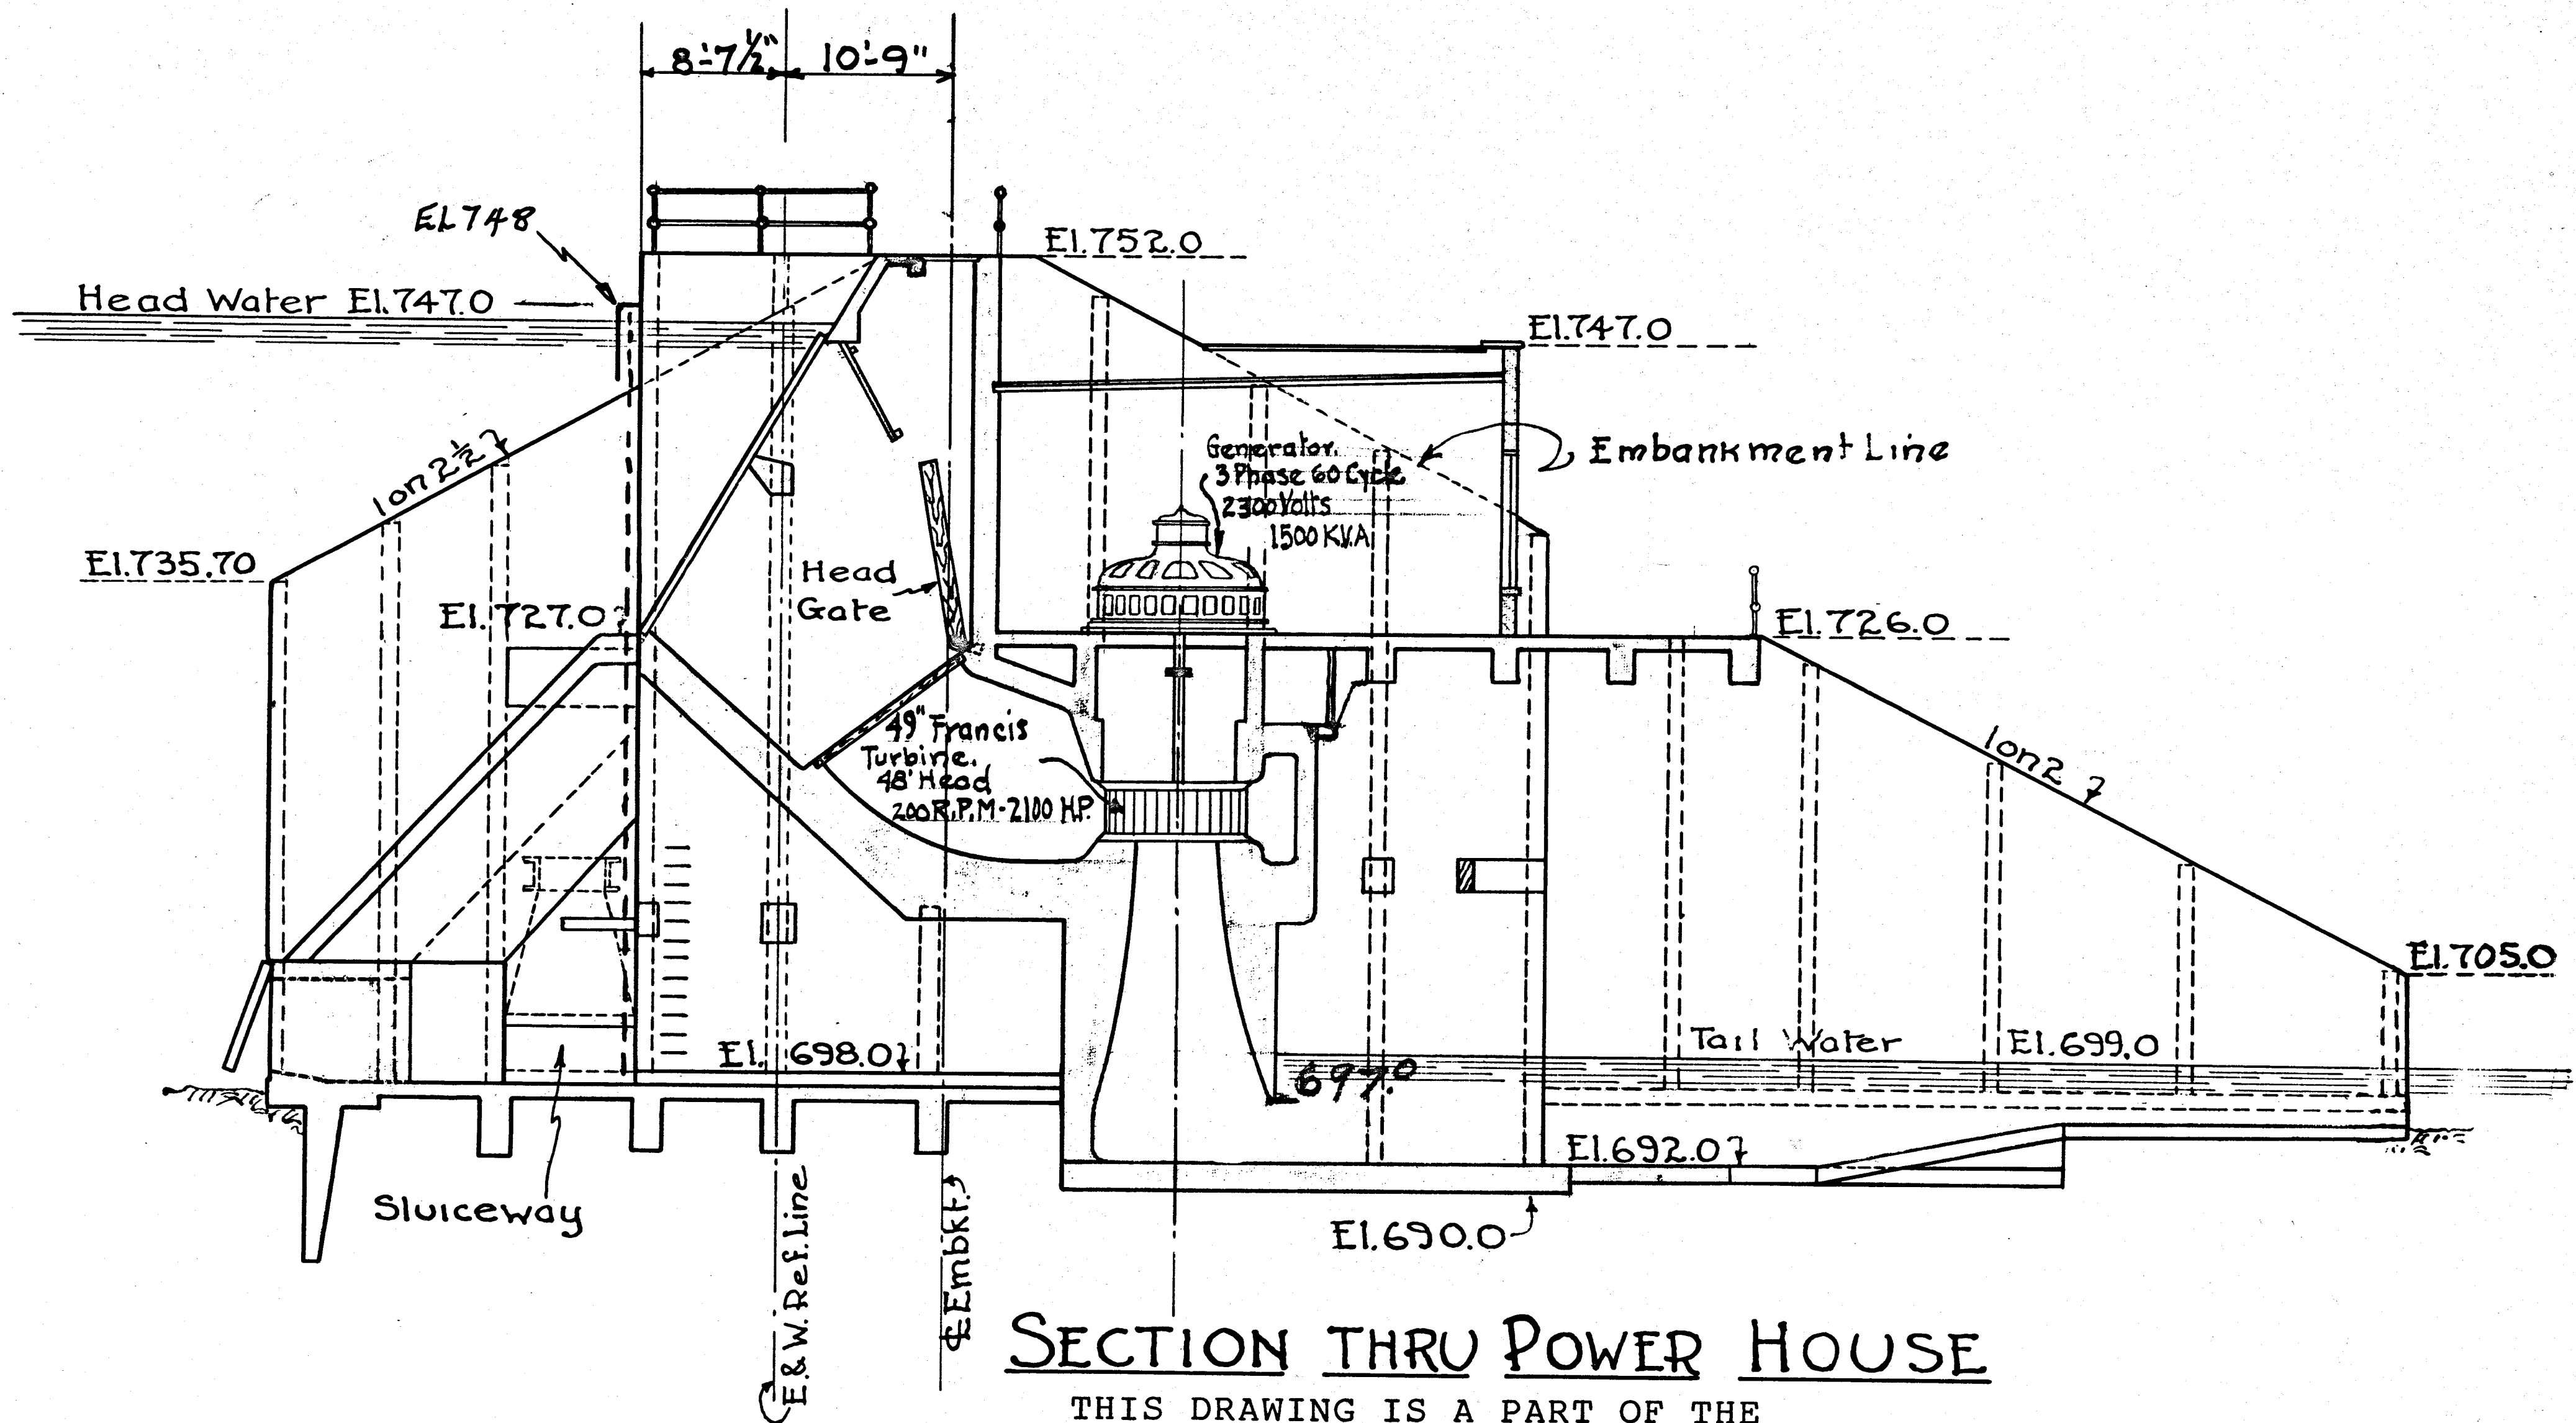 8'-7½"
10'-9"
EL 748
El.752.0
Head Water El.747.0
El.747.0
1 on 2½
Generator.
3 Phase 60 Cycle
2300 Volts
1500 K.V.A
Embankment Line
El.735.70
Head
Gate
El.727.0
El.726.0
49" Francis
Turbine.
48' Head
200 R.P.M-2100 H.P.
1 on 2
El.705.0
El. 698.0
Tail Water El.699.0
697.0
El.692.0
Sluiceway
El.690.0
E.& W. Ref. Line
℄ Embkt.
SECTION THRU POWER HOUSE
THIS DRAWING IS A PART OF THE